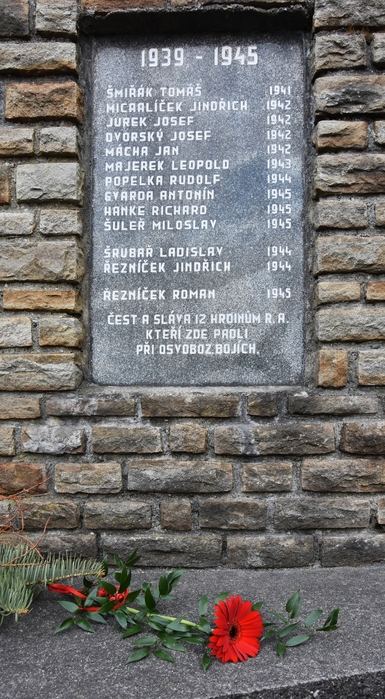 1939 - 1945
ŠMIŘÁK TOMÁŠ 1941
MICHALÍČEK JINDŘICH 1942
JUREK JOSEF 1942
DVORSKÝ JOSEF 1942
MÁCHA JAN 1942
MAJEREK LEOPOLD 1943
POPELKA RUDOLF 1944
GYARDA ANTONÍN 1945
HANKE RICHARD 1945
ŠULEŘ MILOSLAV 1945
ŠRUBAŘ LADISLAV 1944
ŘEZNÍČEK JINDŘICH 1944
ŘEZNÍČEK ROMAN 1945
ČEST A SLÁVA 12 HRDINŮM R.A.
KTEŘÍ ZDE PADLI
PŘI OSVOBOZ. BOJÍCH.